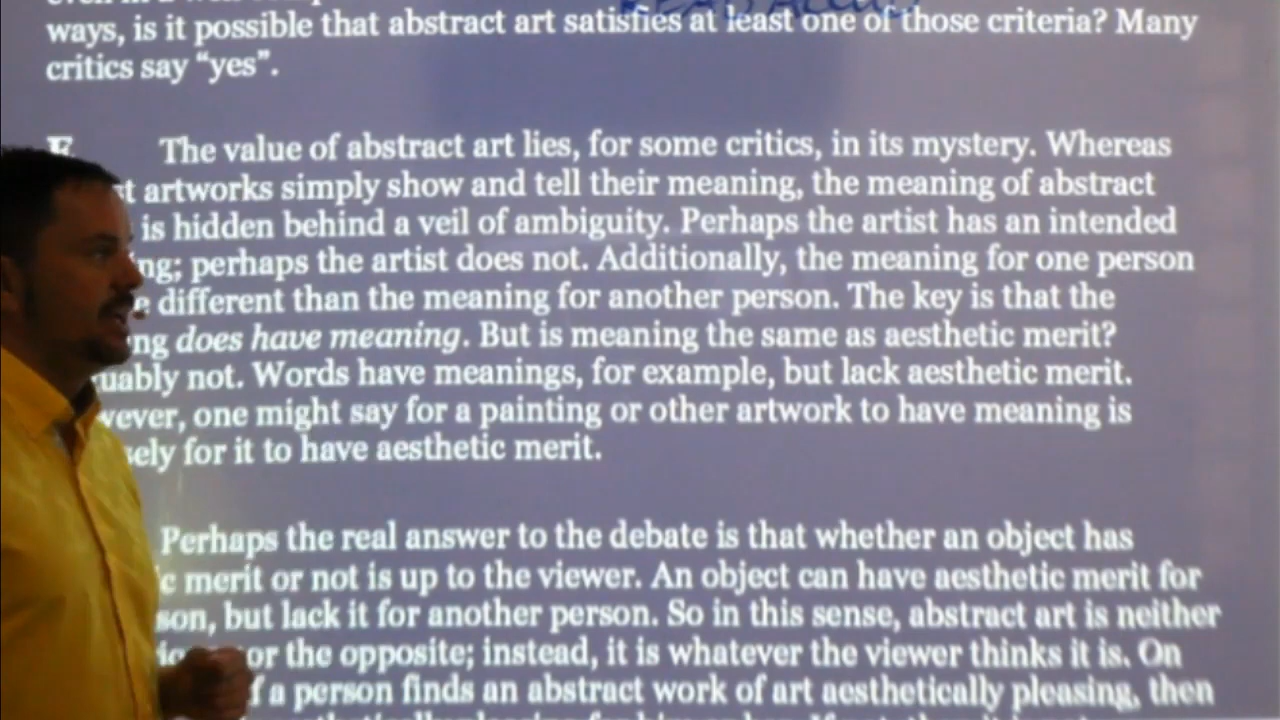 ways, is it possible that abstract art satisfies at least one of those criteria? Many
critics say “yes”.
The value of abstract art lies, for some critics, in its mystery. Whereas
artworks simply show and tell their meaning, the meaning of abstract
is hidden behind a veil of ambiguity. Perhaps the artist has an intended
perhaps the artist does not. Additionally, the meaning for one person
different than the meaning for another person. The key is that the
does have meaning. But is meaning the same as aesthetic merit?
not. Words have meanings, for example, but lack aesthetic merit.
one might say for a painting or other artwork to have meaning is
for it to have aesthetic merit.
Perhaps the real answer to the debate is that whether an object has
merit or not is up to the viewer. An object can have aesthetic merit for
but lack it for another person. So in this sense, abstract art is neither
or the opposite; instead, it is whatever the viewer thinks it is. On
a person finds an abstract work of art aesthetically pleasing, then